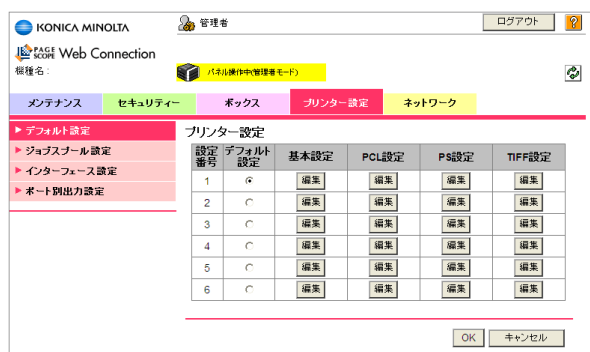 KONICA MINOLTA
管理者
ログアウト
?
PAGE SCOPE Web Connection
機種名:
パネル操作中(管理者モード)
メンテナンス
セキュリティー
ボックス
プリンター設定
ネットワーク
デフォルト設定
ジョブスプール設定
インターフェース設定
ポート別出力設定
プリンター設定
設定番号 デフォルト設定 基本設定 PCL設定 PS設定 TIFF設定
1 編集 編集 編集 編集
2 編集 編集 編集 編集
3 編集 編集 編集 編集
4 編集 編集 編集 編集
5 編集 編集 編集 編集
6 編集 編集 編集 編集
OK キャンセル